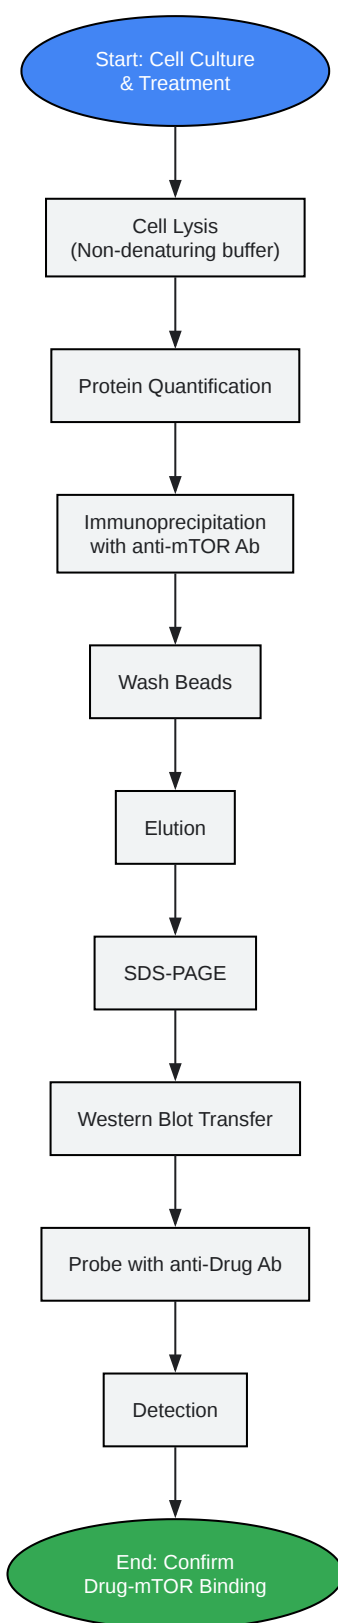 Start: Cell Culture
& Treatment
Cell Lysis
(Non-denaturing buffer)
Protein Quantification
Immunoprecipitation
with anti-mTOR Ab
Wash Beads
Elution
SDS-PAGE
Western Blot Transfer
Probe with anti-Drug Ab
Detection
End: Confirm
Drug-mTOR Binding